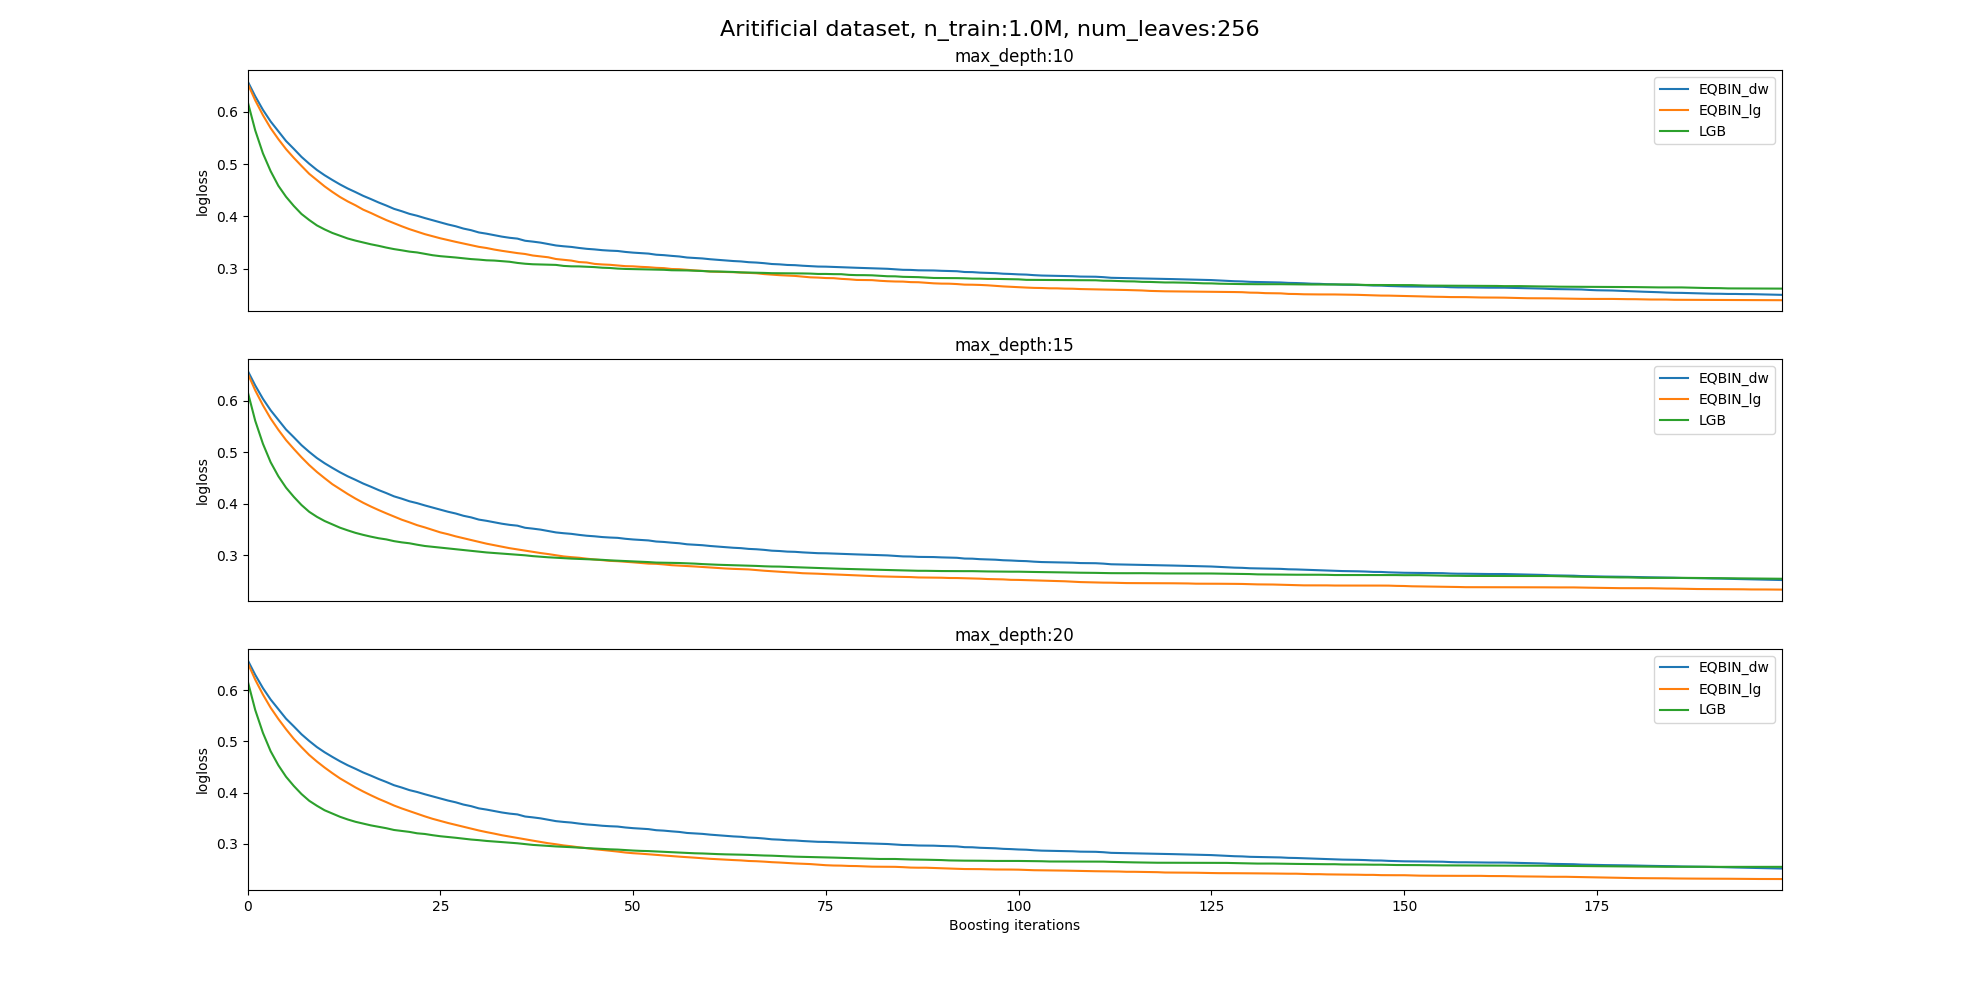 Aritificial dataset, n_train:1.0M, num_leaves:256
max_depth:10
0.6
0.5
0.4
0.3
logloss
EQBIN_dw
EQBIN_lg
LGB
max_depth:15
0.6
0.5
0.4
0.3
logloss
EQBIN_dw
EQBIN_lg
LGB
max_depth:20
0.6
0.5
0.4
0.3
logloss
EQBIN_dw
EQBIN_lg
LGB
0 25 50 75 100 125 150 175
Boosting iterations